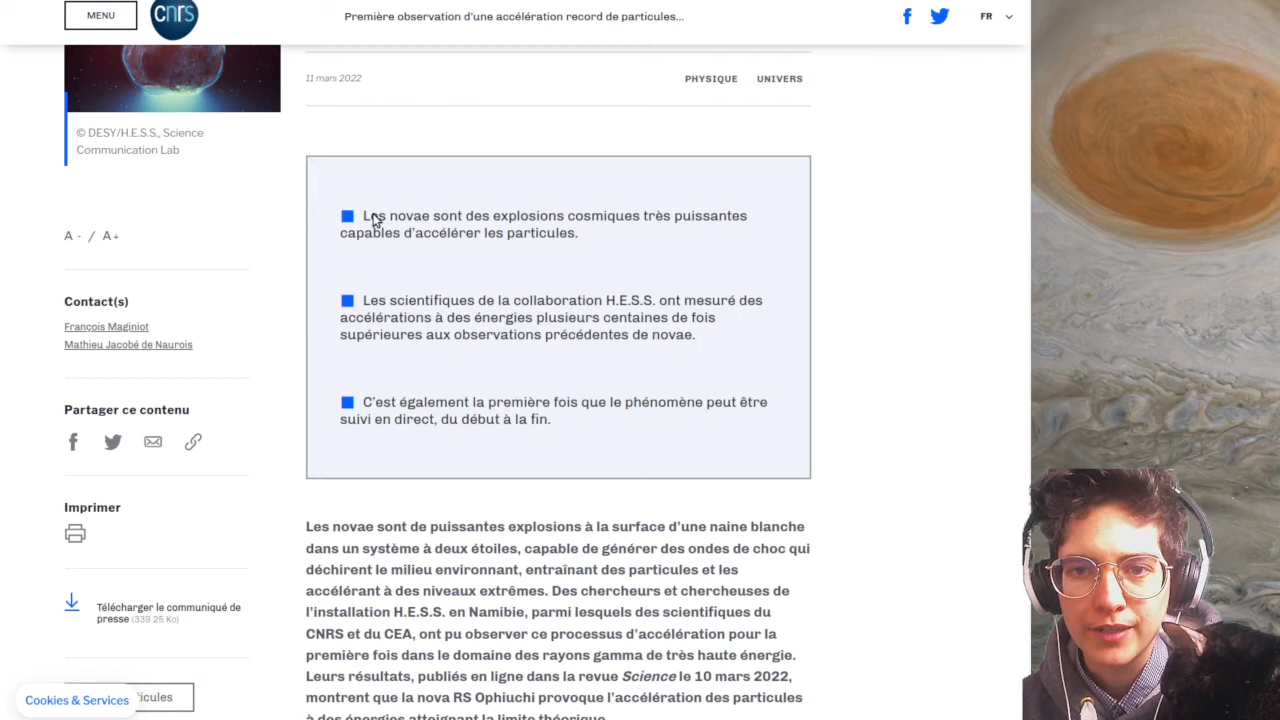 MENU
cnrs
Première observation d'une accélération record de particules...
FR
11 mars 2022
PHYSIQUE UNIVERS
© DESY/H.E.S.S., Science
Communication Lab
A - / A+
Contact(s)
François Maginiot
Mathieu Jacobé de Naurois
Partager ce contenu
Imprimer
Télécharger le communiqué de
presse (339.25 Ko)
Cookies & Services
Les novae sont des explosions cosmiques très puissantes
capables d'accélérer les particules.
Les scientifiques de la collaboration H.E.S.S. ont mesuré des
accélérations à des énergies plusieurs centaines de fois
supérieures aux observations précédentes de novae.
C'est également la première fois que le phénomène peut être
suivi en direct, du début à la fin.
Les novae sont de puissantes explosions à la surface d'une naine blanche
dans un système à deux étoiles, capable de générer des ondes de choc qui
déchirent le milieu environnant, entraînant des particules et les
accélérant à des niveaux extrêmes. Des chercheurs et chercheuses de
l'installation H.E.S.S. en Namibie, parmi lesquels des scientifiques du
CNRS et du CEA, ont pu observer ce processus d'accélération pour la
première fois dans le domaine des rayons gamma de très haute énergie.
Leurs résultats, publiés en ligne dans la revue Science le 10 mars 2022,
montrent que la nova RS Ophiuchi provoque l'accélération des particules
à des énergies atteignant la limite théorique.